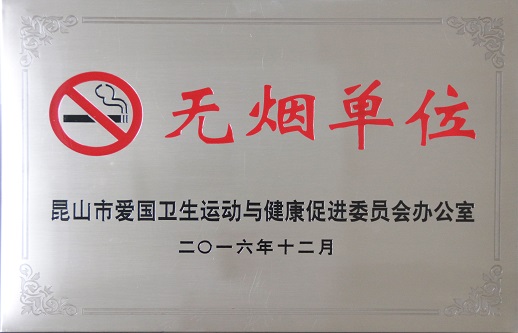 无烟单位
昆山市爱国卫生运动与健康促进委员会办公室
二〇一六年十二月